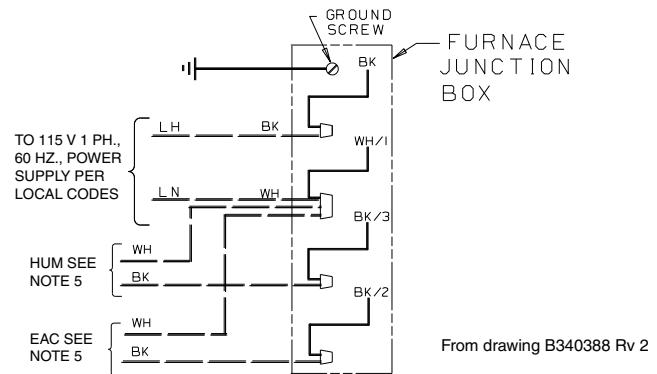 GROUND
SCREW
FURNACE
JUNCTION
BOX
BK
TO 115 V 1 PH.,
60 HZ., POWER
SUPPLY PER
LOCAL CODES
LH
BK
WH/1
LN
WH
BK/3
HUM SEE
NOTE 5
WH
BK
BK/2
EAC SEE
NOTE 5
WH
BK
From drawing B340388 Rv 2